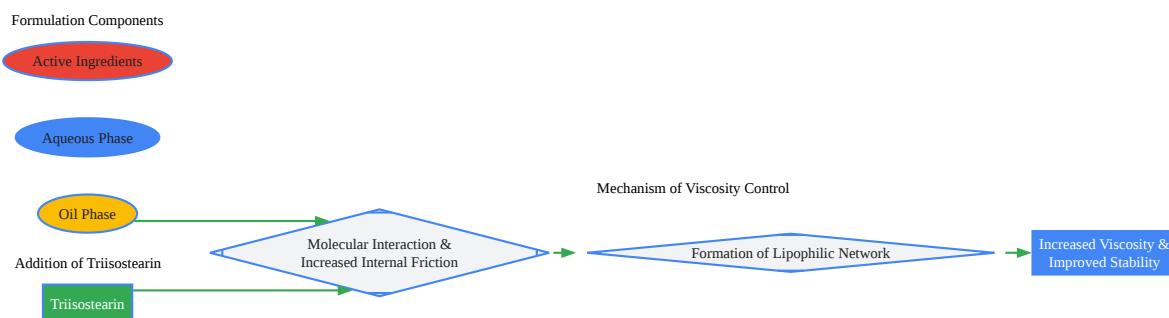 Formulation Components
Active Ingredients
Aqueous Phase
Oil Phase
Addition of Triisostearin
Triisostearin
Molecular Interaction &
Increased Internal Friction
Mechanism of Viscosity Control
Formation of Lipophilic Network
Increased Viscosity &
Improved Stability